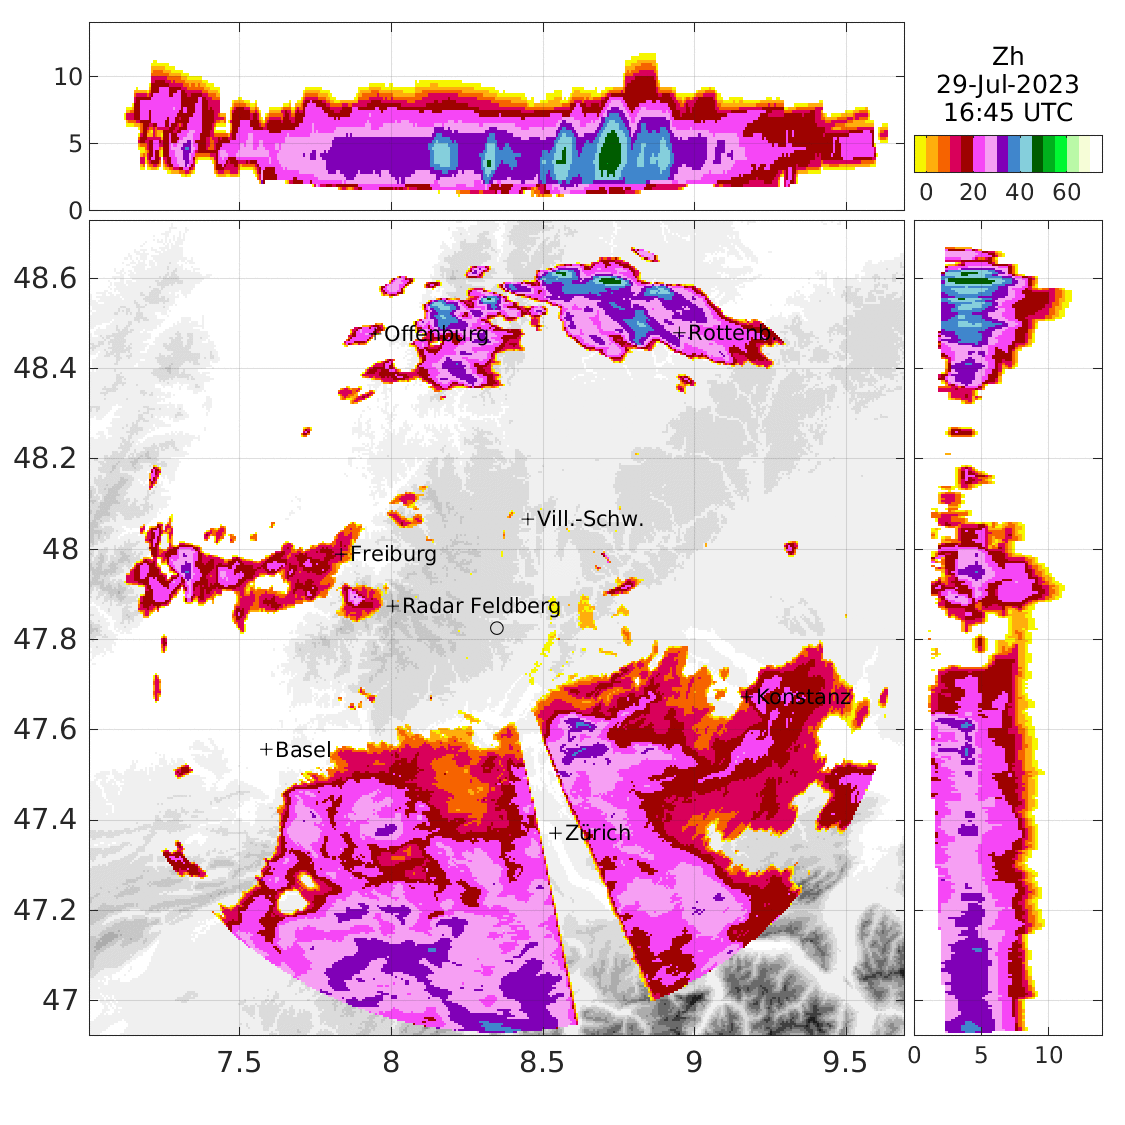 10
5
0
Zh
29-Jul-2023
16:45 UTC
0 20 40 60
48.6
48.4
48.2
48
47.8
47.6
47.4
47.2
47
Offenburg
Rottenb.
Vill.-Schw.
Freiburg
Radar Feldberg
Konstanz
Basel
Zürich
7.5 8 8.5 9 9.5
0 5 10